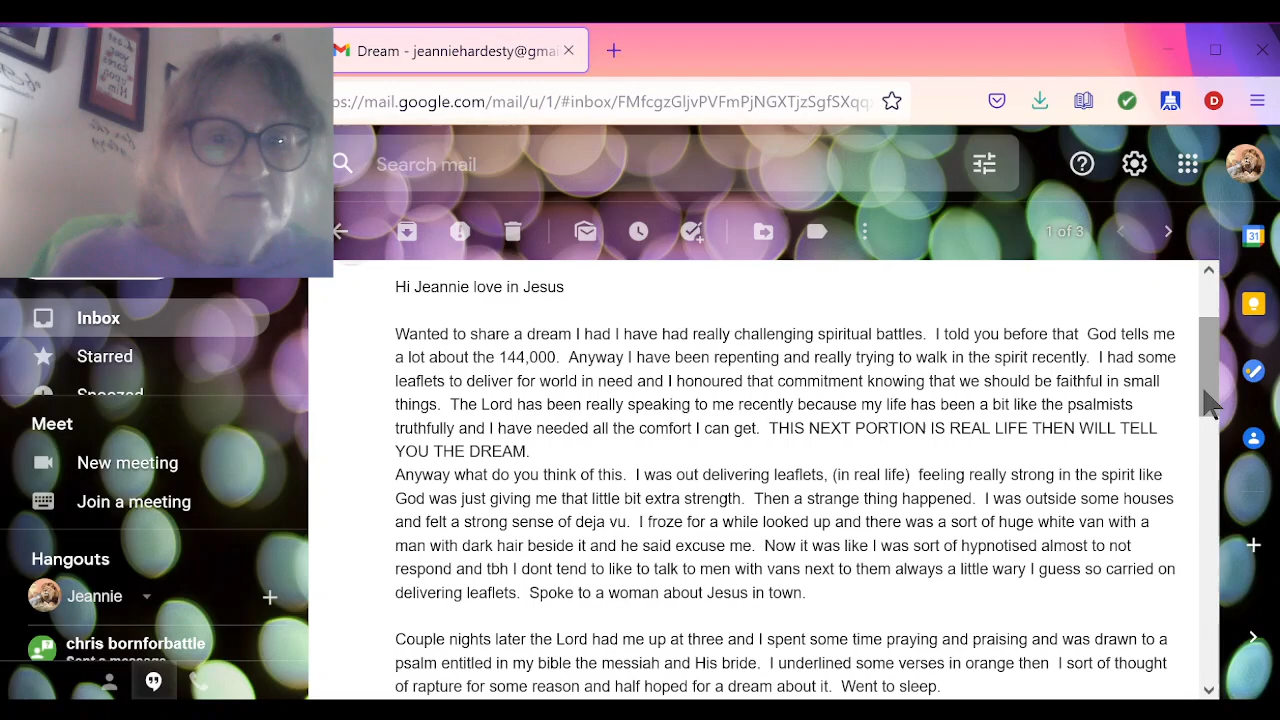 Dream - jeanniehardesty@gmai
ps://mail.google.com/mail/u/1/#inbox/FMfcgzGljvPVFmPjNGXTjzSgfSXqq
AD
D
Search mail
1 of 3
31
Inbox
Starred
Snoozed
Meet
New meeting
Join a meeting
Hangouts
Jeannie
chris bornforbattle
Sent a message
Hi Jeannie love in Jesus
Wanted to share a dream I had I have had really challenging spiritual battles.  I told you before that  God tells me
a lot about the 144,000.  Anyway I have been repenting and really trying to walk in the spirit recently.  I had some
leaflets to deliver for world in need and I honoured that commitment knowing that we should be faithful in small
things.  The Lord has been really speaking to me recently because my life has been a bit like the psalmists
truthfully and I have needed all the comfort I can get.  THIS NEXT PORTION IS REAL LIFE THEN WILL TELL
YOU THE DREAM.
Anyway what do you think of this.  I was out delivering leaflets, (in real life)  feeling really strong in the spirit like
God was just giving me that little bit extra strength.  Then a strange thing happened.  I was outside some houses
and felt a strong sense of deja vu.  I froze for a while looked up and there was a sort of huge white van with a
man with dark hair beside it and he said excuse me.  Now it was like I was sort of hypnotised almost to not
respond and tbh I dont tend to like to talk to men with vans next to them always a little wary I guess so carried on
delivering leaflets.  Spoke to a woman about Jesus in town.
Couple nights later the Lord had me up at three and I spent some time praying and praising and was drawn to a
psalm entitled in my bible the messiah and His bride.  I underlined some verses in orange then  I sort of thought
of rapture for some reason and half hoped for a dream about it.  Went to sleep.